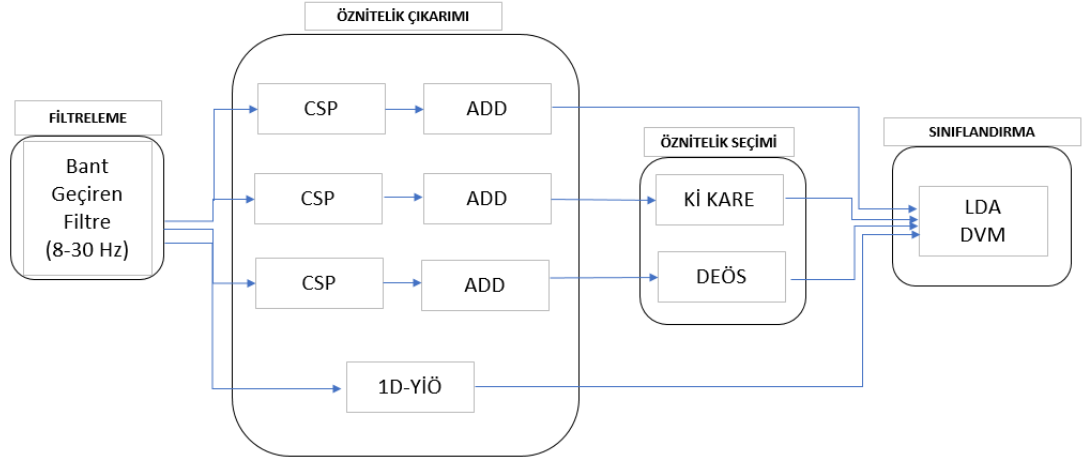 ÖZNİTELİK ÇIKARIMI
FİLTRELEME
Bant
Geçiren
Filtre
(8-30 Hz)
CSP
ADD
CSP
ADD
CSP
ADD
1D-YİÖ
ÖZNİTELİK SEÇİMİ
Kİ KARE
DEÖS
SINIFLANDIRMA
LDA
DVM